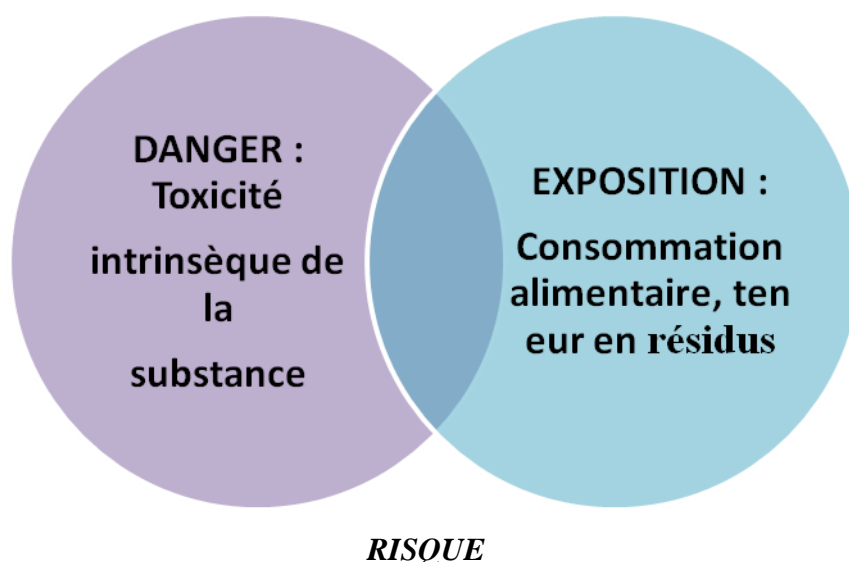 DANGER :
Toxicité
intrinsèque de
la
substance
EXPOSITION :
Consommation
alimentaire, ten
eur en résidus
RISQUE